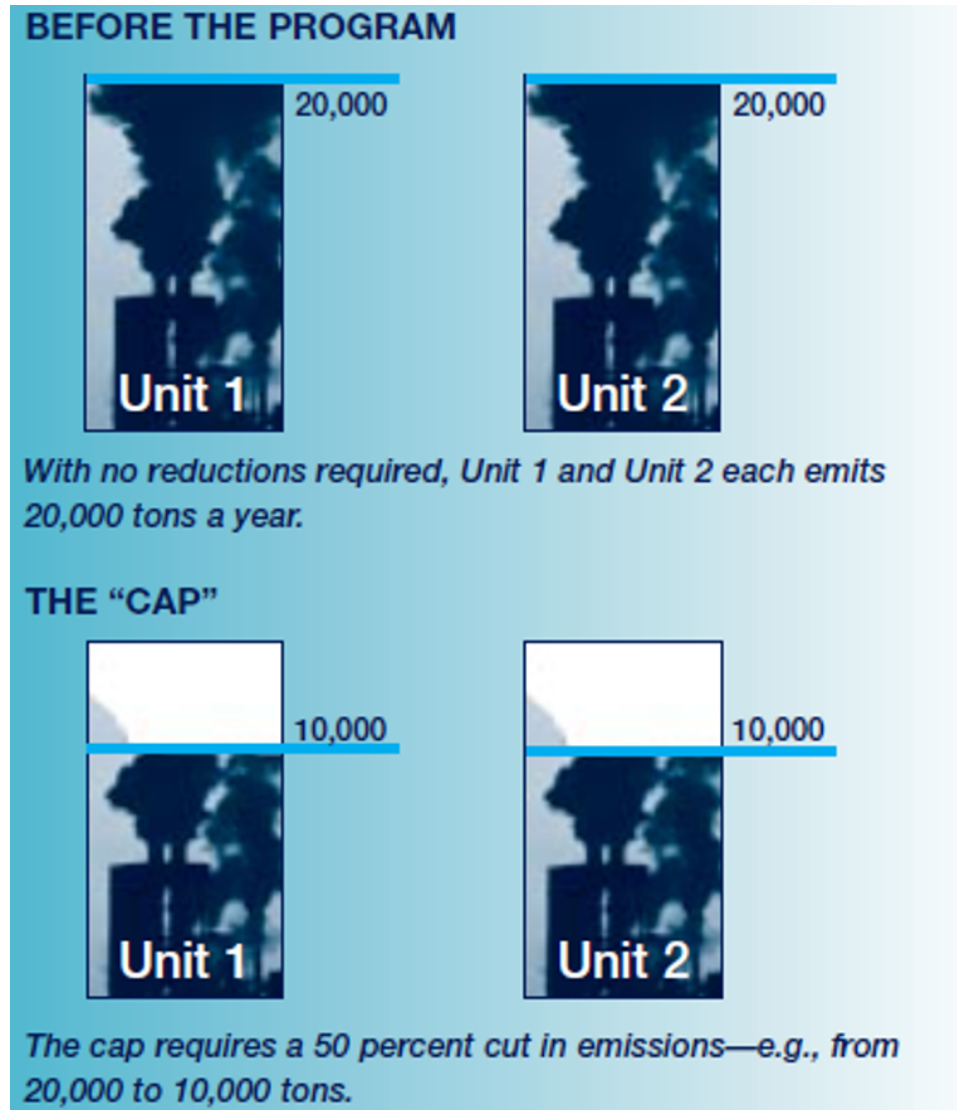 BEFORE THE PROGRAM
20,000
20,000
Unit 1
Unit 2
With no reductions required, Unit 1 and Unit 2 each emits
20,000 tons a year.
THE “CAP”
10,000
10,000
Unit 1
Unit 2
The cap requires a 50 percent cut in emissions—e.g., from
20,000 to 10,000 tons.